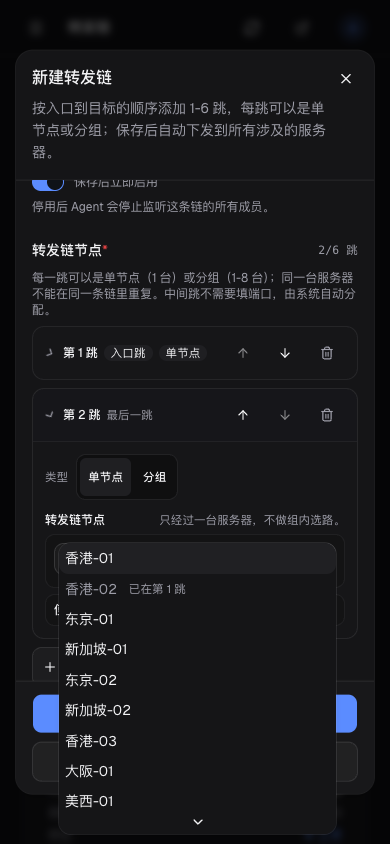 新建转发链
按入口到目标的顺序添加 1-6 跳，每跳可以是单
节点或分组；保存后自动下发到所有涉及的服务
器。
保存后立即启用
停用后 Agent 会停止监听这条链的所有成员。
转发链节点* 2/6 跳
每一跳可以是单节点（1 台）或分组（1-8 台）；同一台服务器
不能在同一条链里重复。中间跳不需要填端口，由系统自动分
配。
第 1 跳 入口跳 单节点
第 2 跳 最后一跳
类型 单节点 分组
转发链节点 只经过一台服务器，不做组内选路。
香港-01
香港-02 已在第 1 跳
东京-01
新加坡-01
东京-02
新加坡-02
香港-03
大阪-01
美西-01